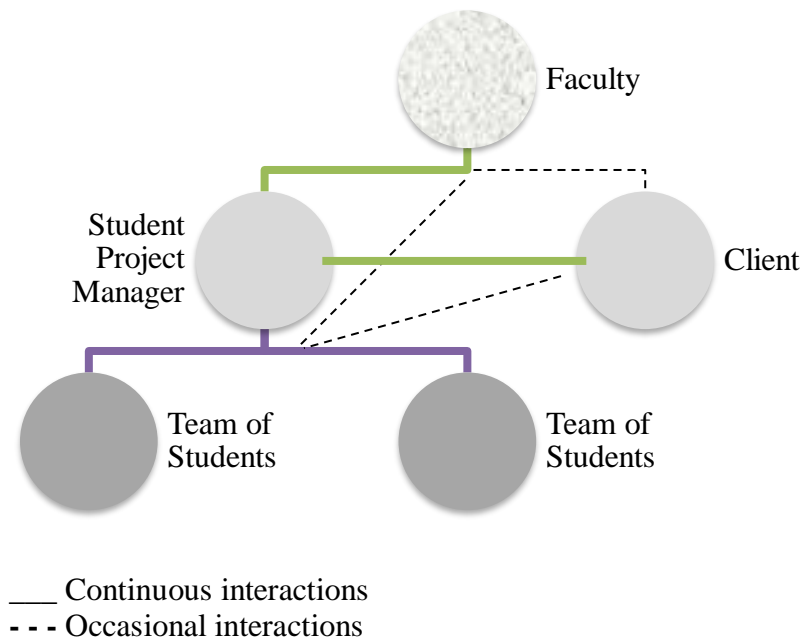 Faculty
Student
Project
Manager
Client
Team of
Students
Team of
Students
___ Continuous interactions
- - - Occasional interactions